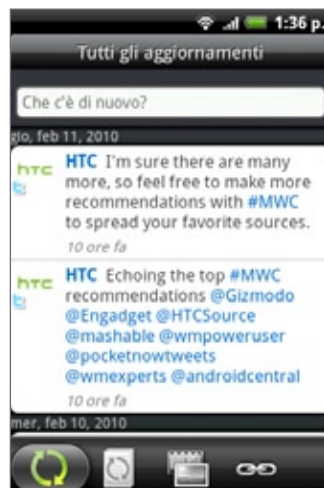 1:36 p.
Tutti gli aggiornamenti
Che c'è di nuovo?
gio, feb 11, 2010
hTC
HTC I'm sure there are many
more, so feel free to make more
recommendations with #MWC
to spread your favorite sources.
10 ore fa
hTC
HTC Echoing the top #MWC
recommendations @Gizmodo
@Engadget @HTCSource
@mashable @wmpoweruser
@pocketnowtweets
@wmexperts @androidcentral
10 ore fa
mer, feb 10, 2010